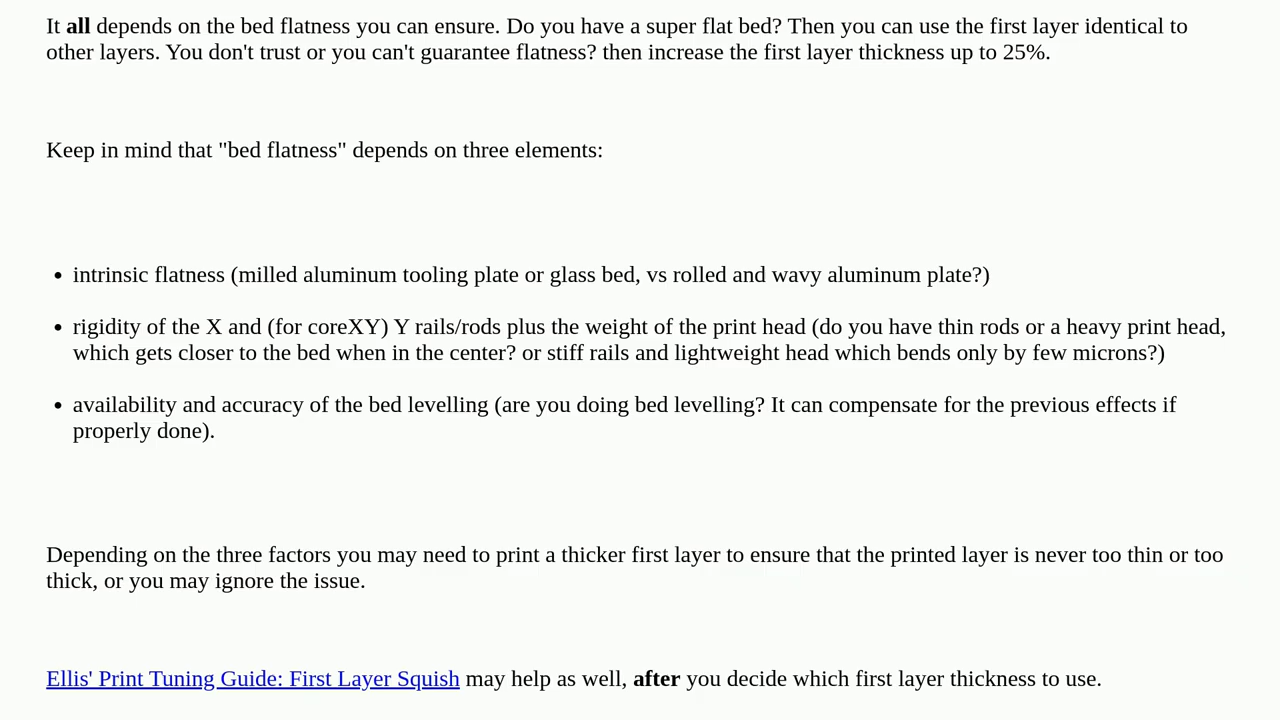 It all depends on the bed flatness you can ensure. Do you have a super flat bed? Then you can use the first layer identical to
other layers. You don't trust or you can't guarantee flatness? then increase the first layer thickness up to 25%.
Keep in mind that "bed flatness" depends on three elements:
• intrinsic flatness (milled aluminum tooling plate or glass bed, vs rolled and wavy aluminum plate?)
• rigidity of the X and (for coreXY) Y rails/rods plus the weight of the print head (do you have thin rods or a heavy print head,
which gets closer to the bed when in the center? or stiff rails and lightweight head which bends only by few microns?)
• availability and accuracy of the bed levelling (are you doing bed levelling? It can compensate for the previous effects if
properly done).
Depending on the three factors you may need to print a thicker first layer to ensure that the printed layer is never too thin or too
thick, or you may ignore the issue.
Ellis' Print Tuning Guide: First Layer Squish may help as well, after you decide which first layer thickness to use.